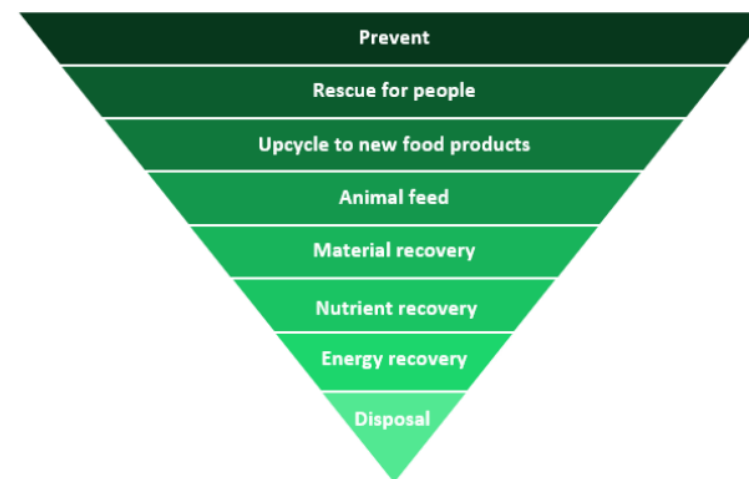 Prevent
Rescue for people
Upcycle to new food products
Animal feed
Material recovery
Nutrient recovery
Energy recovery
Disposal